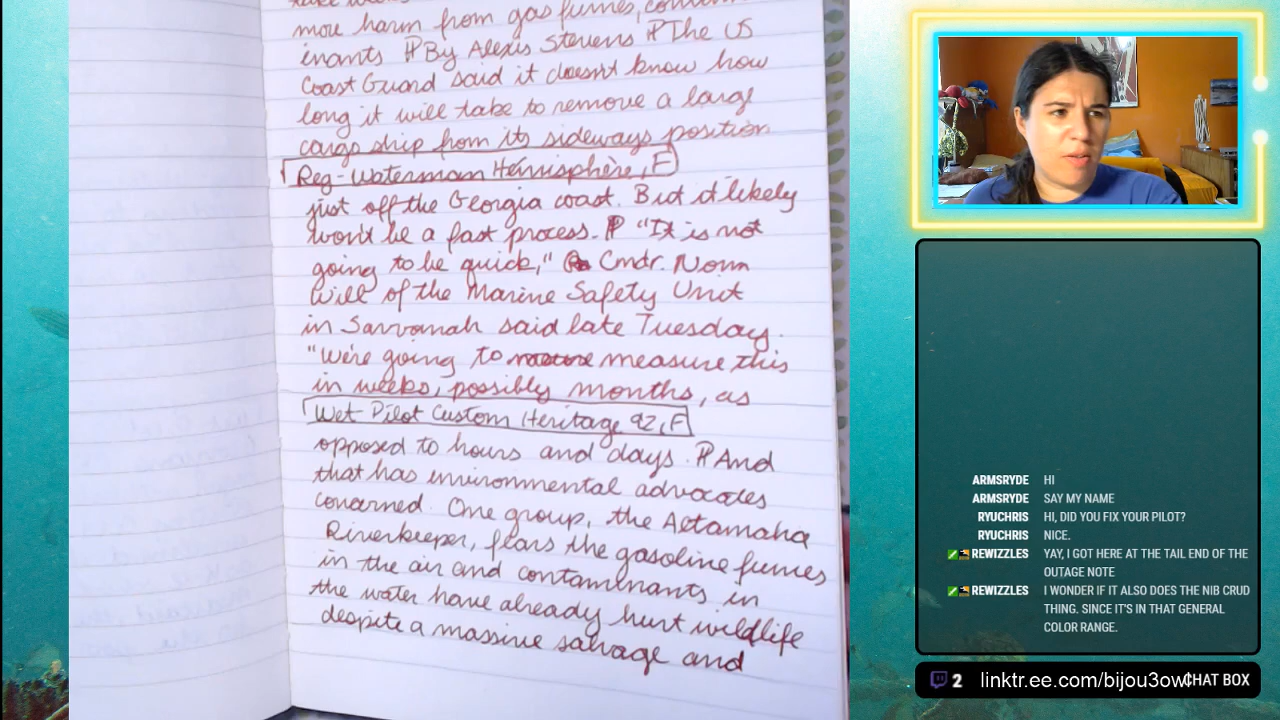 more harm from gas fumes, contam-
inants ⁋By Alexis Stevens ⁋The US
Coast Guard said it doesn't know how
long it will take to remove a large
cargo ship from its sideways position
Reg-Waterman Hémisphère, F
just off the Georgia coast. But it likely
won't be a fast process. ⁋ "It is not
going to be quick," Cmdr. Norm
Witt of the Marine Safety Unit
in Savvanah said late Tuesday.
"We're going to measure this
in weeks, possibly months, as
Wet-Pilot Custom Heritage 92, F
opposed to hours and days. ⁋And
that has environmental advocates
concerned. One group, the Altamaha
Riverkeeper, fears the gasoline fumes
in the air and contaminants in
the water have already hurt wildlife
despite a massive salvage and
ARMSRYDE HI
ARMSRYDE SAY MY NAME
RYUCHRIS HI, DID YOU FIX YOUR PILOT?
RYUCHRIS NICE.
REWIZZLES YAY, I GOT HERE AT THE TAIL END OF THE
OUTAGE NOTE
REWIZZLES I WONDER IF IT ALSO DOES THE NIB CRUD
THING. SINCE IT'S IN THAT GENERAL
COLOR RANGE.
2 linktr.ee.com/bijou3owl CHAT BOX